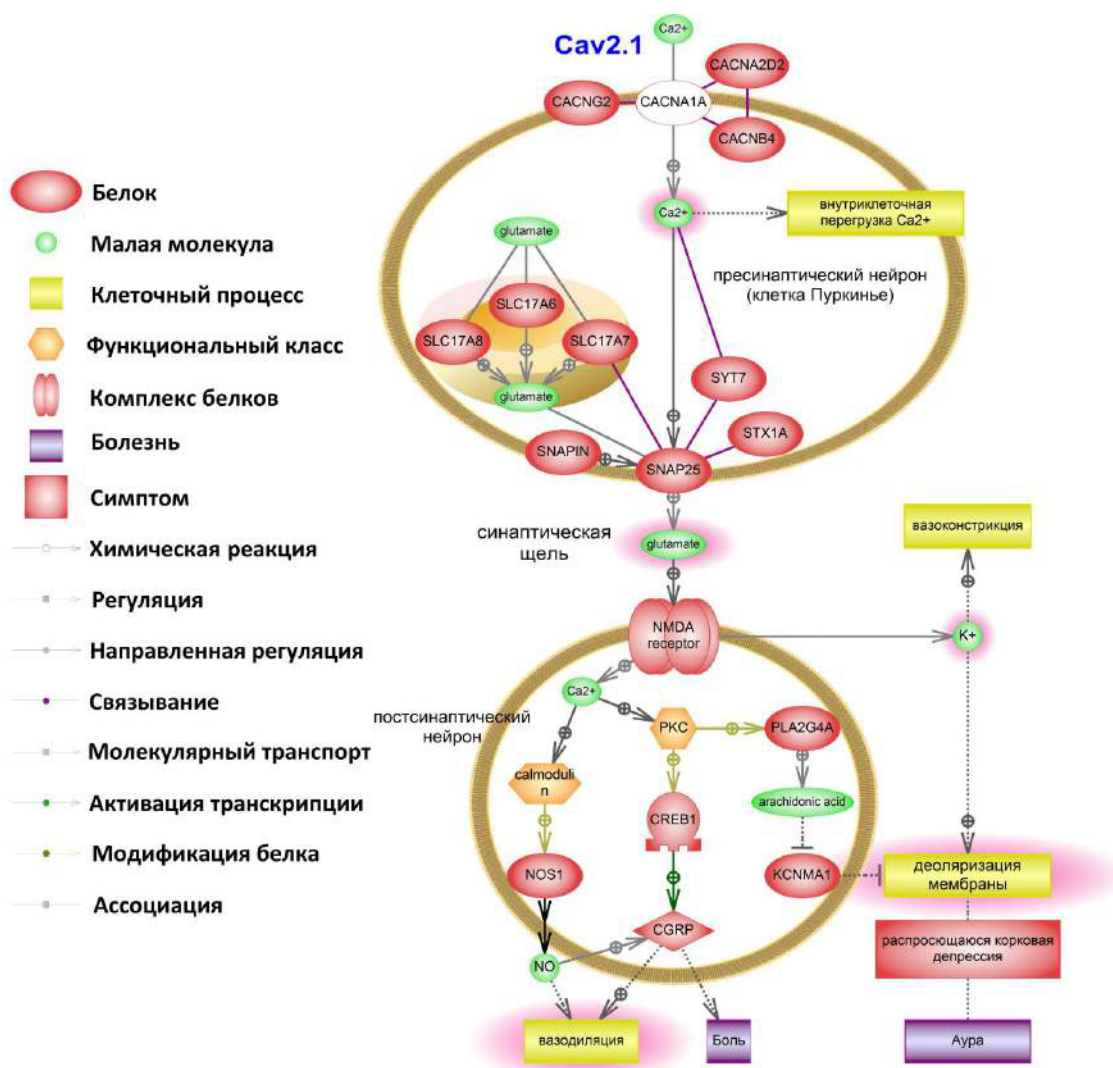 Cav2.1
Ca2+
CACNA2D2
CACNG2
CACNA1A
CACNB4
Ca2+
внутриклеточная
перегрузка Ca2+
glutamate
пресинаптический нейрон
(клетка Пуркинье)
SLC17A6
SLC17A8
SLC17A7
SYT7
glutamate
STX1A
SNAPIN
SNAP25
синаптическая
щель
glutamate
вазоконстрикция
NMDA
receptor
K+
Ca2+
постсинаптический
нейрон
PKC
PLA2G4A
calmoduli
n
arachidonic acid
CREB1
NOS1
KCNMA1
деоляризация
мембраны
CGRP
распросющаюся корковая
депрессия
NO
вазодиляция
Боль
Аура
Белок
Малая молекула
Клеточный процесс
Функциональный класс
Комплекс белков
Болезнь
Симптом
Химическая реакция
Регуляция
Направленная регуляция
Связывание
Молекулярный транспорт
Активация транскрипции
Модификация белка
Ассоциация